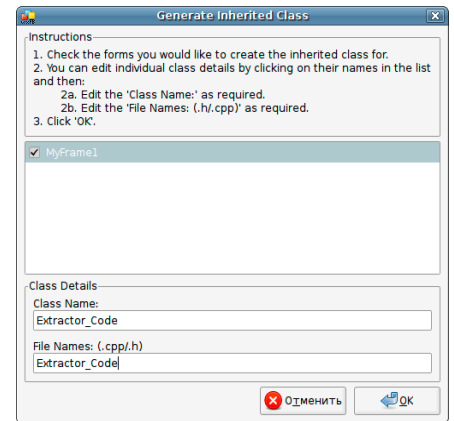 Generate Inherited Class
Instructions
1. Check the forms you would like to create the inherited class for.
2. You can edit individual class details by clicking on their names in the list
and then:
2a. Edit the 'Class Name:' as required.
2b. Edit the 'File Names: (.h/.cpp)' as required.
3. Click 'OK'.
MyFrame1
Class Details
Class Name:
Extractor_Code
File Names: (.cpp/.h)
Extractor_Code
Отменить
OK